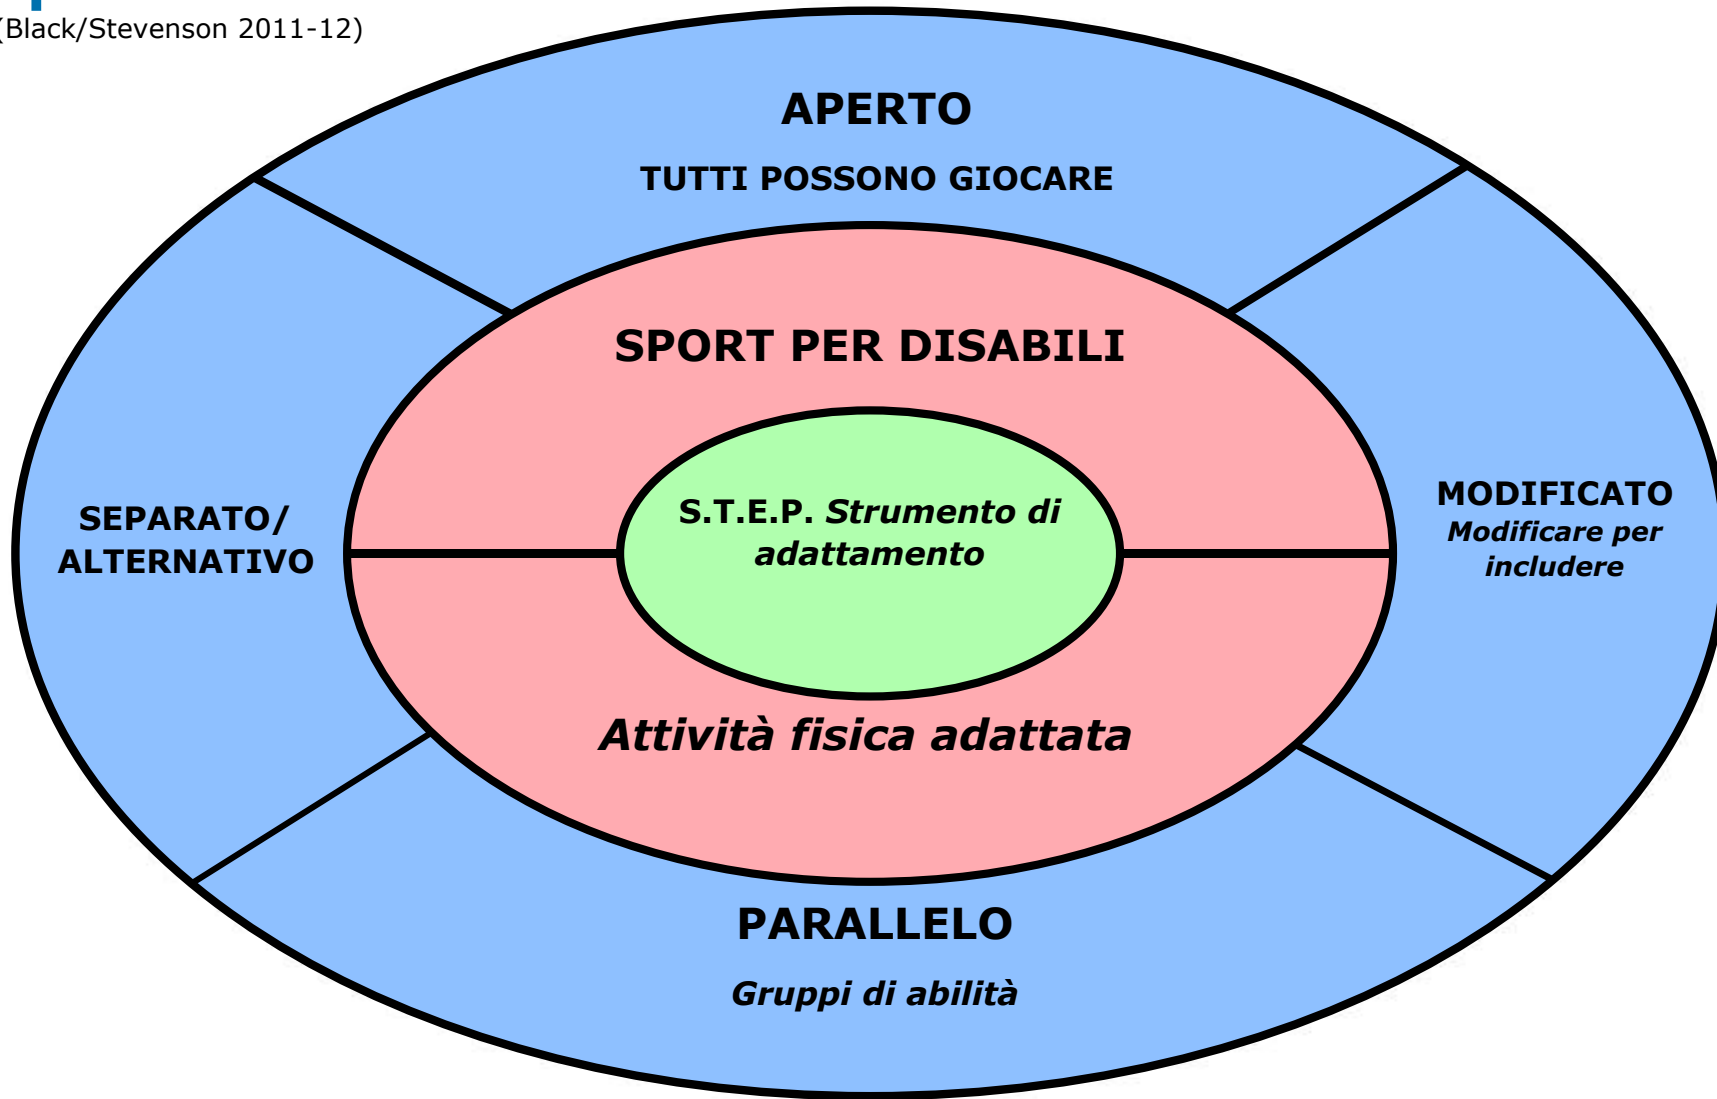 (Black/Stevenson 2011-12)
APERTO
TUTTI POSSONO GIOCARE
SPORT PER DISABILI
S.T.E.P. Strumento di
adattamento
SEPARATO/
ALTERNATIVO
MODIFICATO
Modificare per
includere
Attività fisica adattata
PARALLELO
Gruppi di abilità